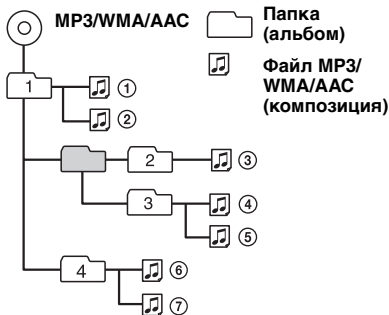 MP3/WMA/AAC
Папка
(альбом)
Файл MP3/
WMA/AAC
(композиция)
1
①
②
2
③
3
④
⑤
4
⑥
⑦